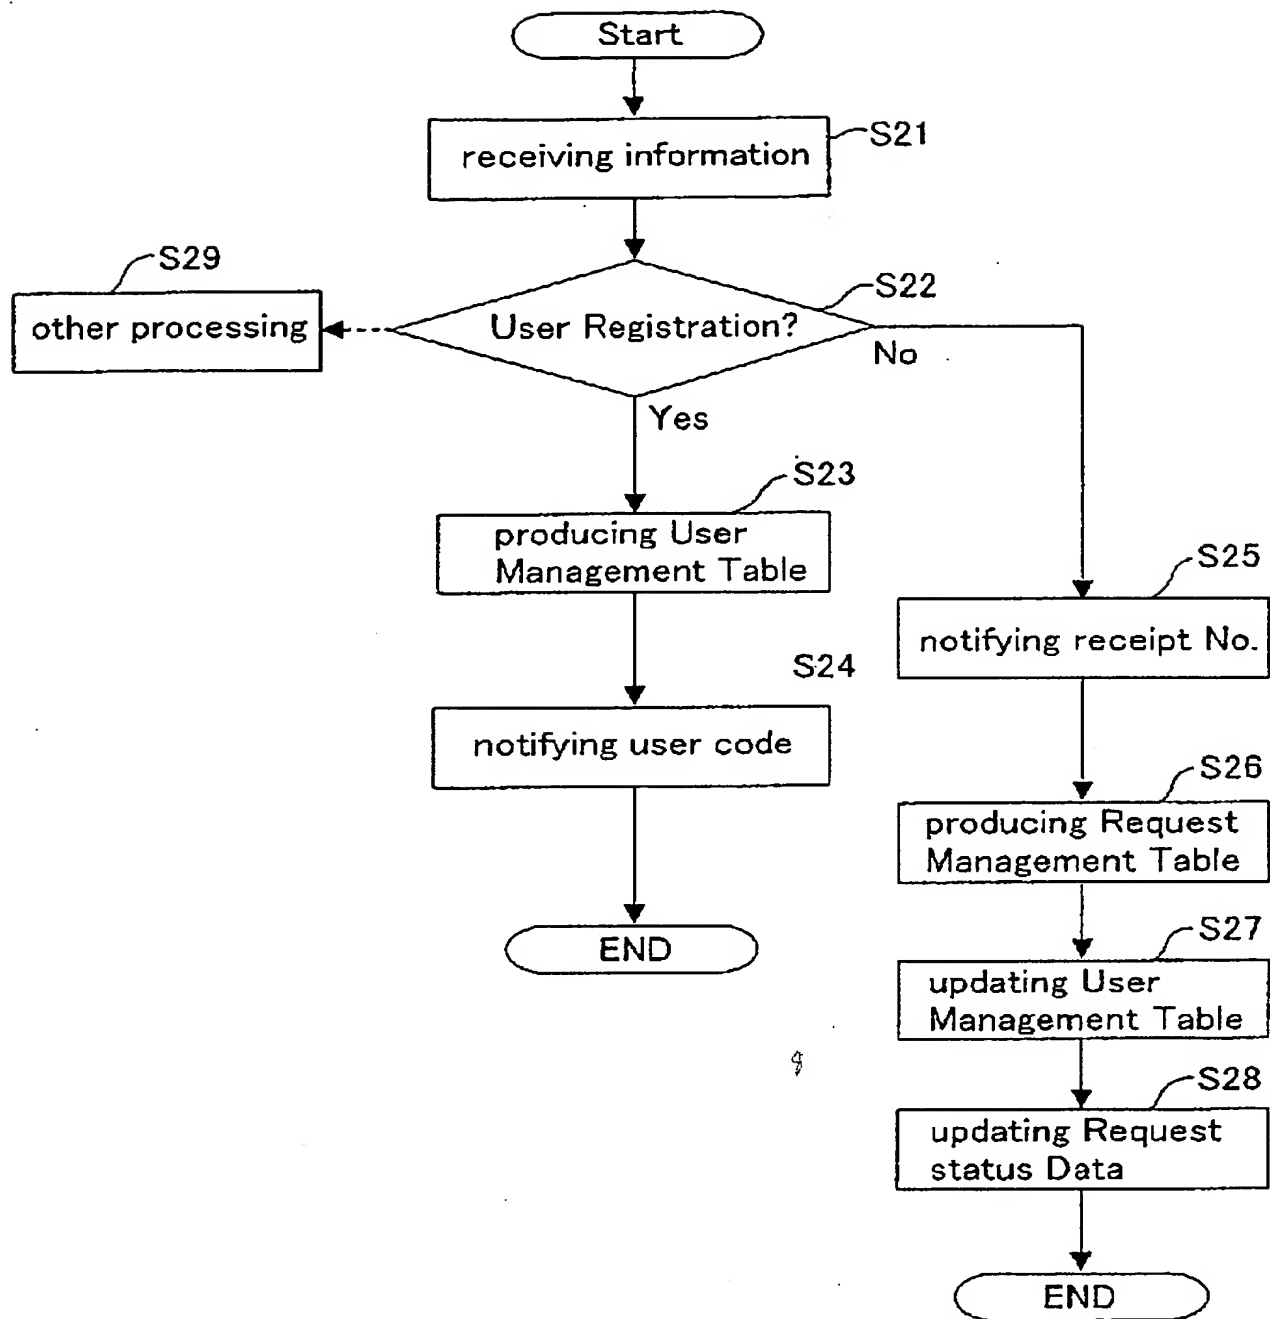 Start
receiving information
S21
S29
other processing
S22
User Registration?
No
Yes
S23
producing User
Management Table
S24
notifying user code
END
S25
notifying receipt No.
S26
producing Request
Management Table
S27
updating User
Management Table
S28
updating Request
status Data
END